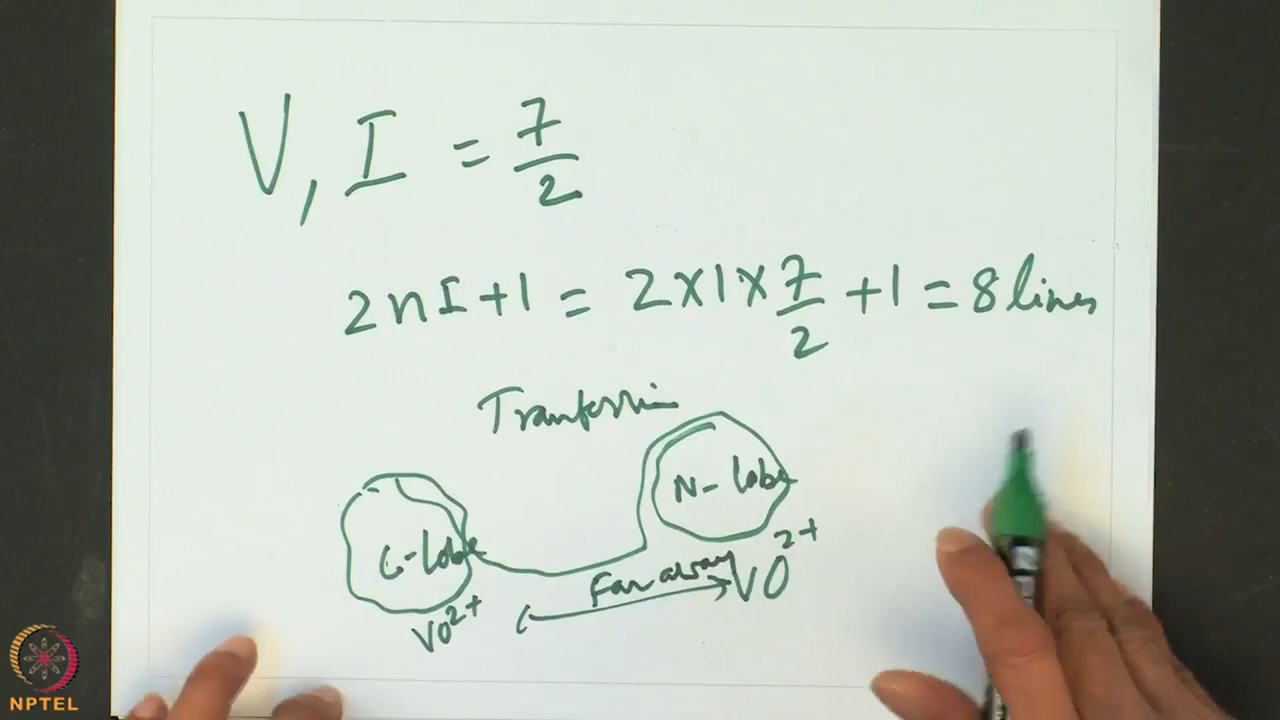 V, I = 7/2
2nI + 1 = 2 × 1 × 7/2 + 1 = 8 lines
Tranferrin
N- lobe
C-lobe
Far away
VO2+
VO2+
NPTEL